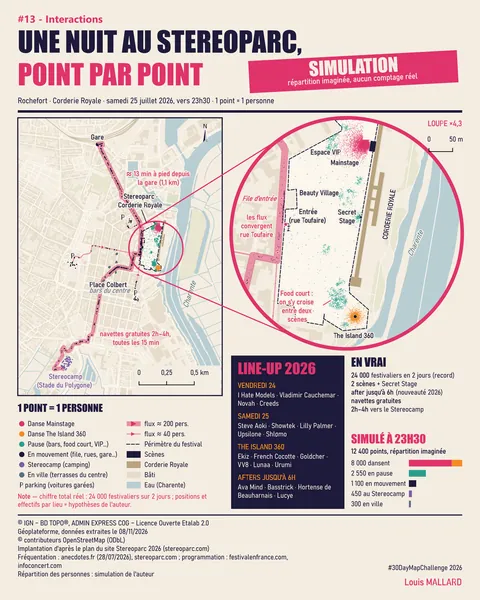 #13 - Interactions
UNE NUIT AU STEREOPARC,
POINT PAR POINT
SIMULATION
répartition imaginée, aucun comptage réel
Rochefort · Corderie Royale · samedi 25 juillet 2026, vers 23h30 · 1 point = 1 personne
Gare
N
≈ 13 min à pied depuis
la gare (1,1 km)
Stereoparc
Corderie Royale
P
P
P
Place Colbert
bars du centre
Charente
navettes gratuites 2h–4h,
toutes les 15 min
Stereocamp
(Stade du Polygone)
0
0,25
0,5 km
LOUFE ×4,3
0
50 m
Espace VIP
Mainstage
Beauty Village
File d'entrée
Entrée
(rue Toufaire)
Secret
Stage
les flux
convergent
rue Toufaire
CORDERIE ROYALE
Charente
Food court :
on s'y croise
entre deux
scènes
The Island 360
1 POINT = 1 PERSONNE
Danse Mainstage
Danse The Island 360
Pause (bars, food court, VIP…)
En mouvement (file, rues, gare…)
Stereocamp (camping)
En ville (terrasses du centre)
P parking (voitures garées)
flux ≈ 200 pers.
flux ≈ 40 pers.
Périmètre du festival
Scènes
Corderie Royale
Bâti
Eau (Charente)
Note — chiffre total réel : 24 000 festivaliers sur 2 jours ; positions et
effectifs par lieu = hypothèses de l'auteur.
LINE-UP 2026
VENDREDI 24
I Hate Models · Vladimir Cauchemar ·
Novah · Creeds
SAMEDI 25
Steve Aoki · Showtek · Lilly Palmer ·
Upsilone · Shlømo
THE ISLAND 360
Ekiz · French Cocotte · Goldcher ·
VV8 · Lunaa · Urumi
AFTERS JUSQU'À 6H
Ava Mind · Basstrick · Hortense de
Beauharnais · Lucye
EN VRAI
24 000 festivaliers en 2 jours (record)
2 scènes + Secret Stage
after jusqu'à 6h (nouveauté 2026)
navettes gratuites
2h–4h vers le Stereocamp
SIMULÉ À 23H30
12 400 points, répartition imaginée
8 000 dansent
2 550 en pause
1 100 en mouvement
450 au Stereocamp
300 en ville
© IGN – BD TOPO®, ADMIN EXPRESS COG – Licence Ouverte Etalab 2.0
Géoplateforme, données extraites le 08/11/2026
© contributeurs OpenStreetMap (ODbL)
Implantation d'après le plan du site Stereoparc 2026 (stereoparc.com)
Fréquentation : anecdotes.fr (28/07/2026), stereoparc.com ; programmation : festivalenfrance.com,
infoconcert.com
Répartition des personnes : simulation de l'auteur
#30DayMapChallenge 2026
Louis MALLARD